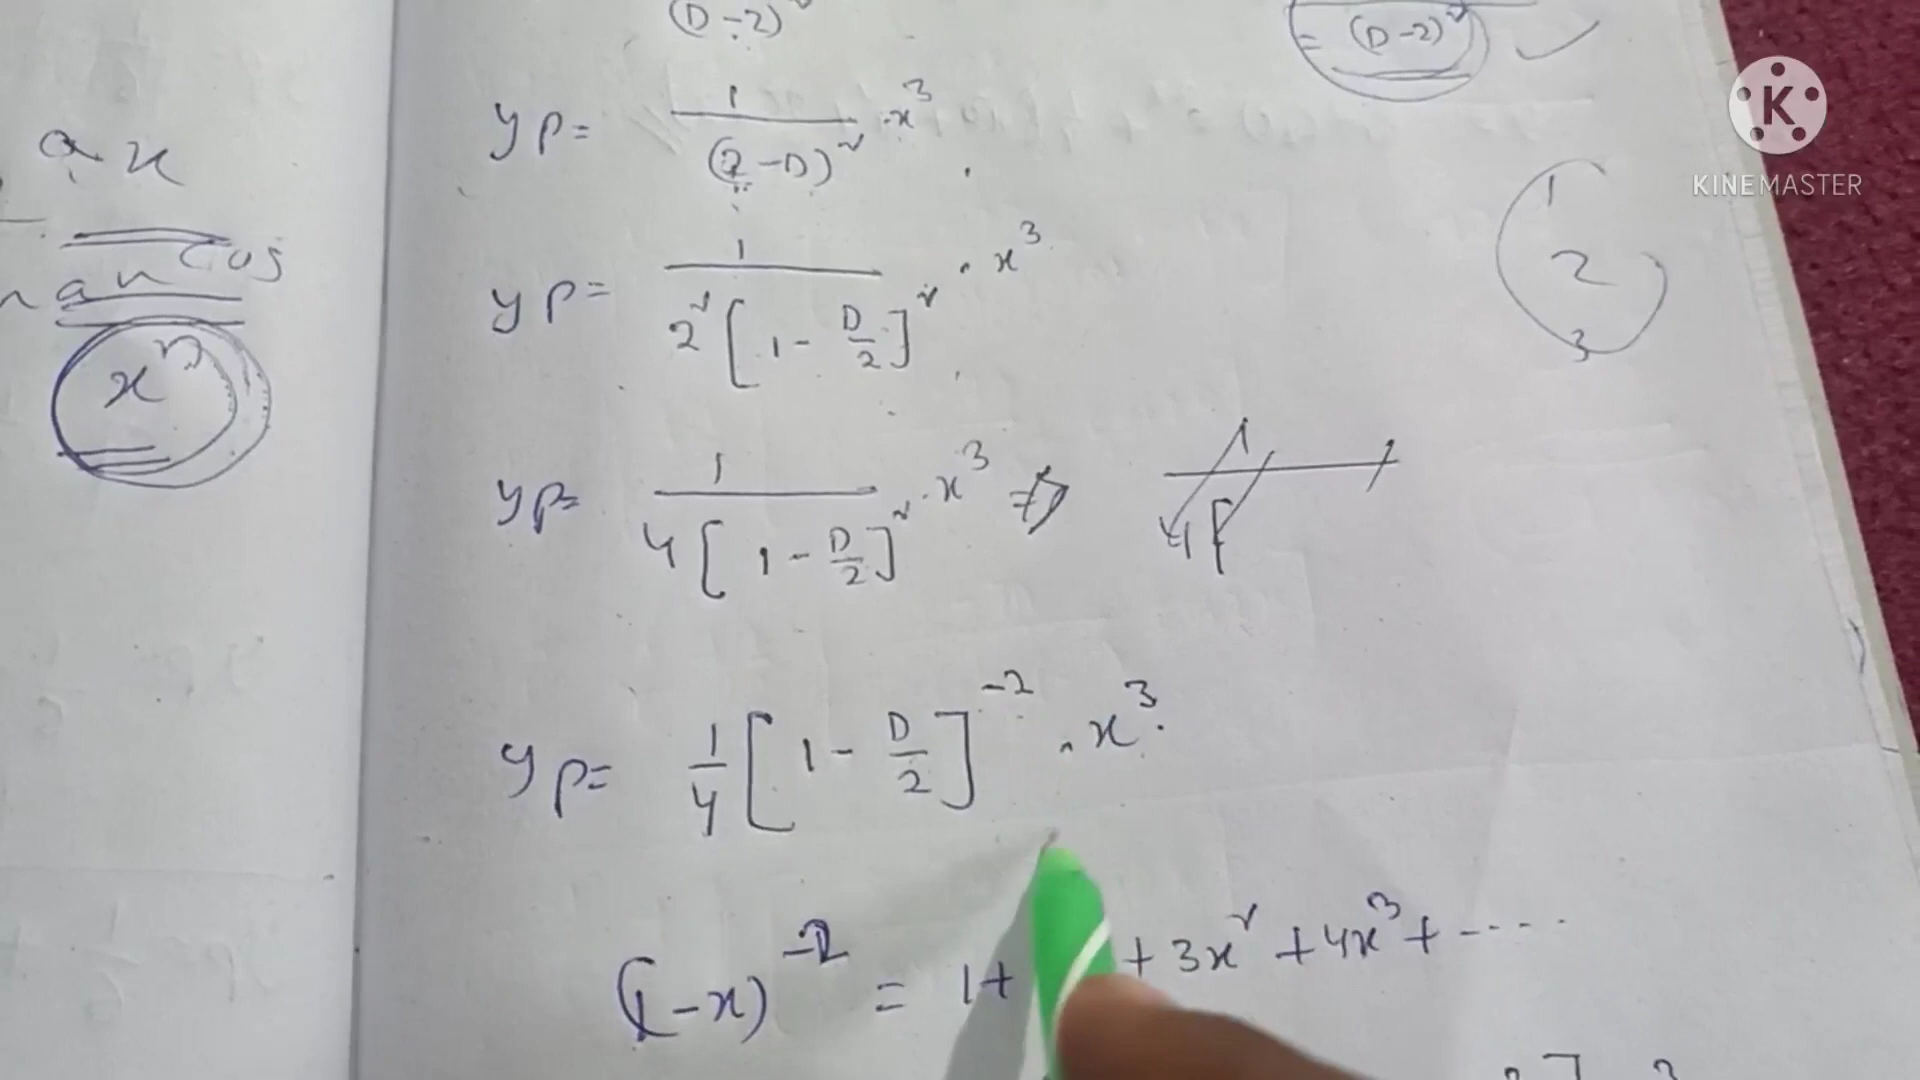 (D-2)²
= (D-2)²
yp = 1/(2-D)² . x³
yp = 1/2²[1 - D/2]² . x³
yp = 1/4[1 - D/2]² . x³ ⇒
yp = 1/4 [1 - D/2]⁻² . x³.
(1-x)⁻² = 1+ +3x² +4x³+ ....
x
cos
xⁿ
1
2
3
K
KINEMASTER